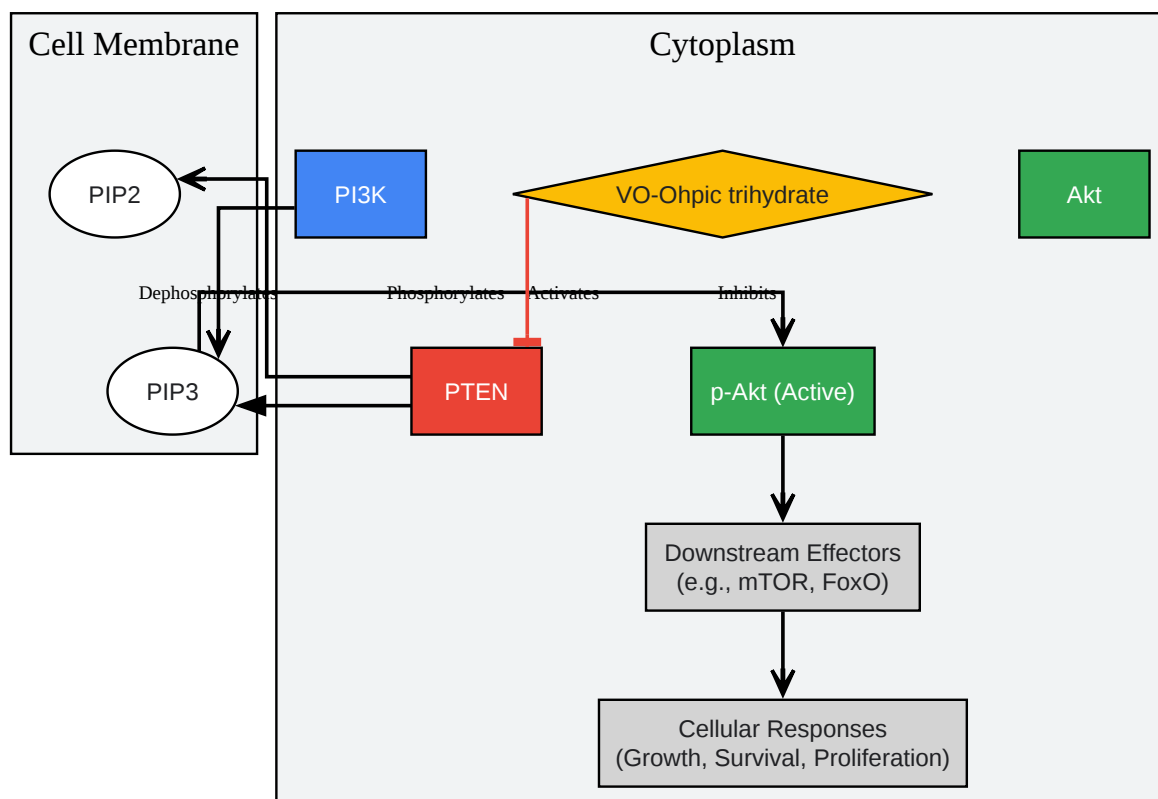 Cell Membrane
Cytoplasm
PIP2
PI3K
VO-Ohpic trihydrate
Akt
Dephosphorylates
Phosphorylates
Activates
Inhibits
PIP3
PTEN
p-Akt (Active)
Downstream Effectors
(e.g., mTOR, FoxO)
Cellular Responses
(Growth, Survival, Proliferation)